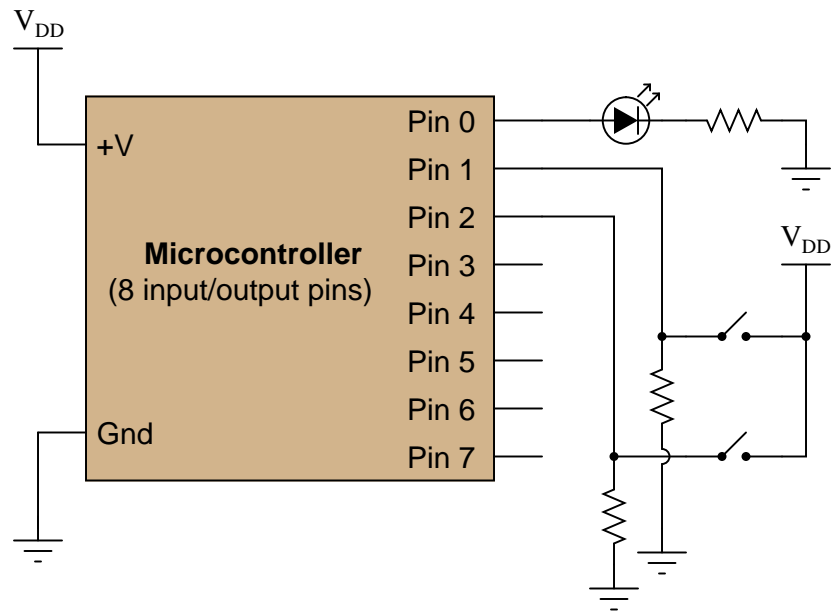 V_DD
+V
Microcontroller
(8 input/output pins)
Gnd
Pin 0
Pin 1
Pin 2
Pin 3
Pin 4
Pin 5
Pin 6
Pin 7
V_DD